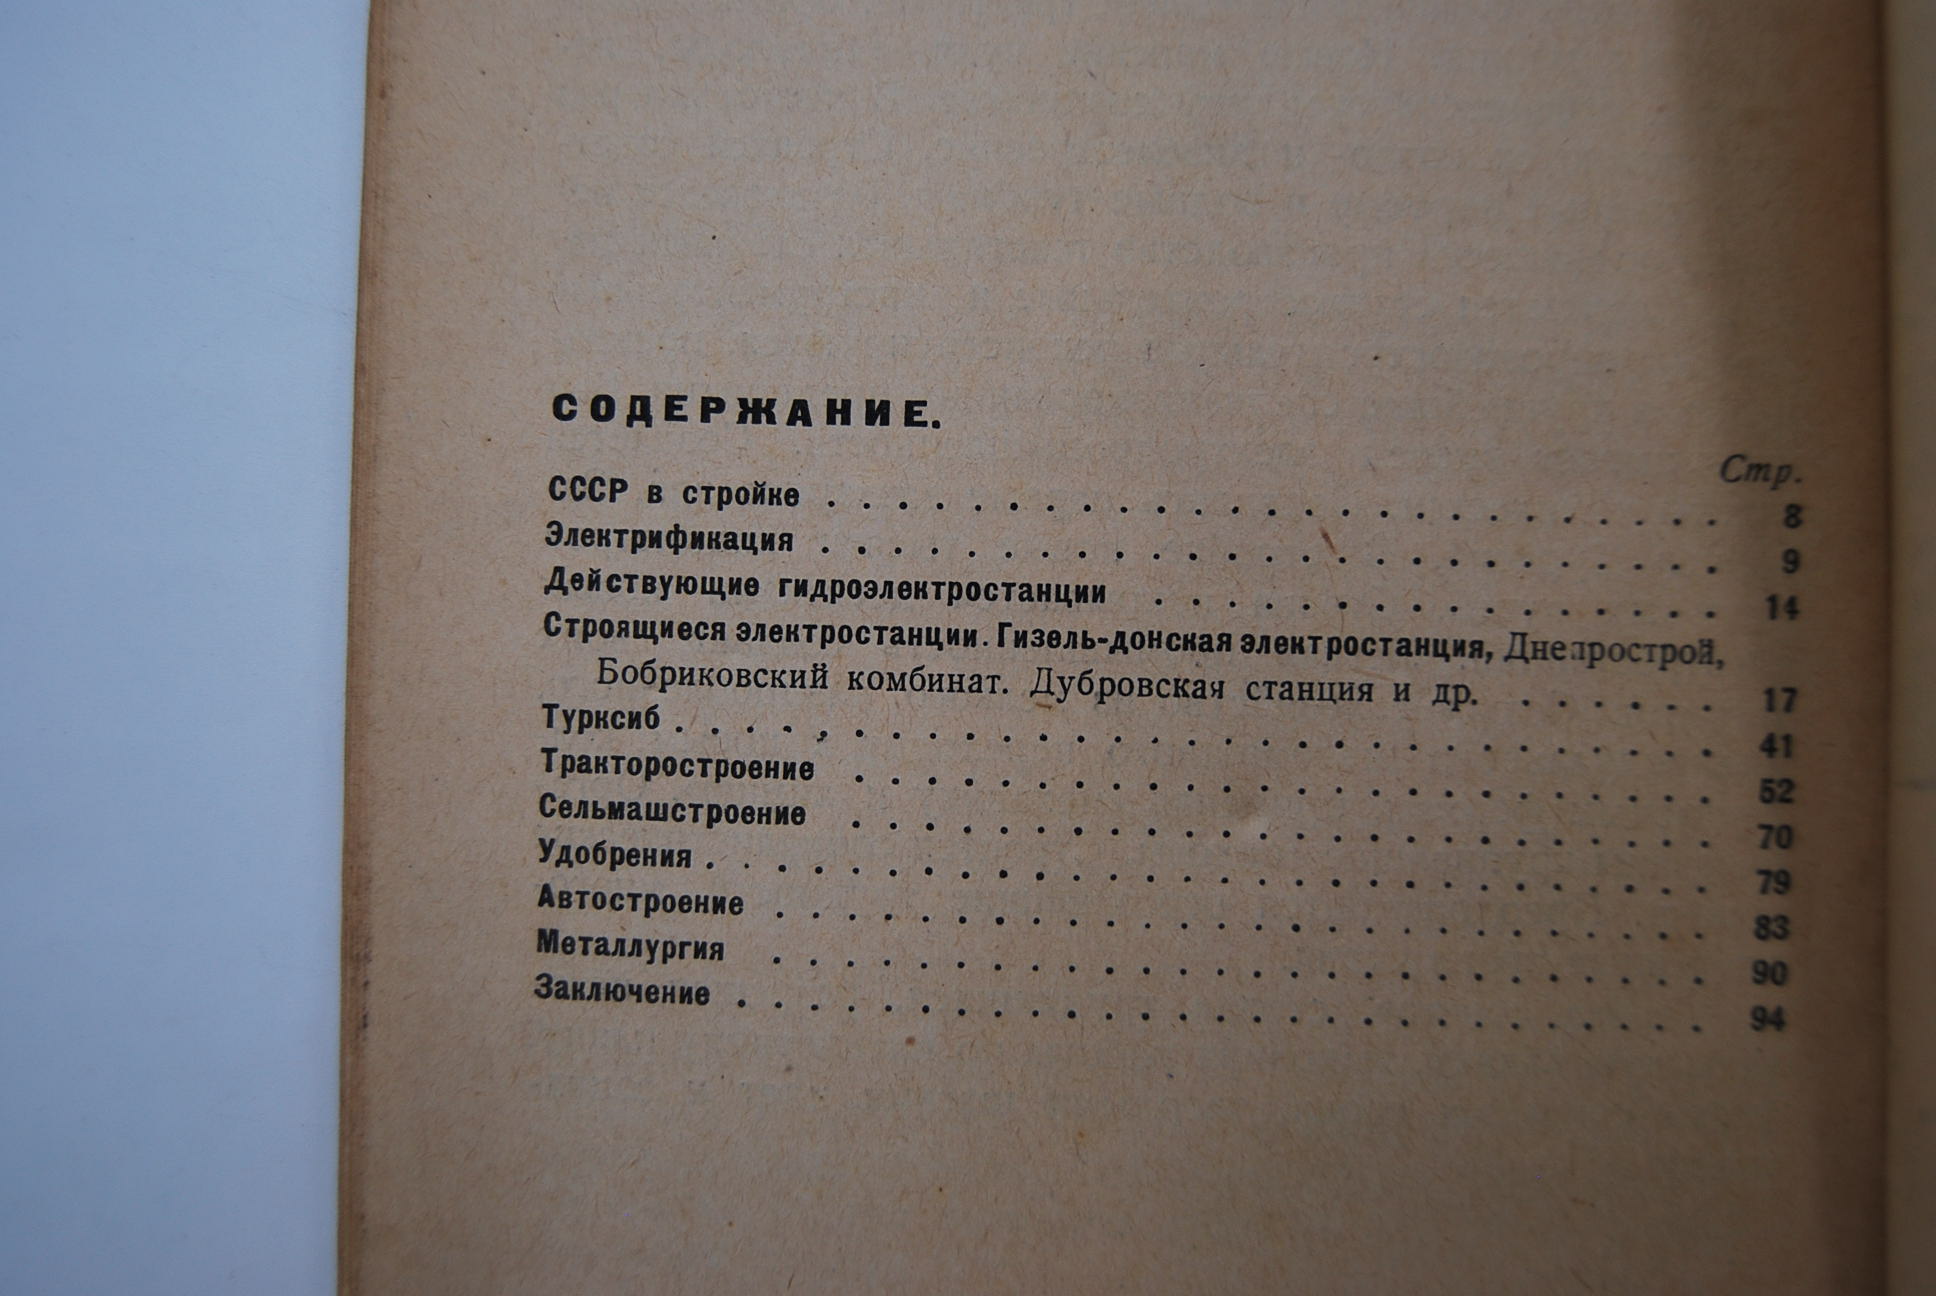 СОДЕРЖАНИЕ.
Стр.
СССР в стройке . . . . . . . . . . . . . . . . . . . . . . . . . 8
Электрификация . . . . . . . . . . . . . . . . . . . . . . . . . 9
Действующие гидроэлектростанции . . . . . . . . . . . . . . . . 14
Строящиеся электростанции. Гизель-донская электростанция, Днепрострой,
Бобриковский комбинат. Дубровская станция и др. . . . . . . 17
Турксиб . . . . . . . . . . . . . . . . . . . . . . . . . . . . . 41
Тракторостроение . . . . . . . . . . . . . . . . . . . . . . . . 52
Сельмашстроение . . . . . . . . . . . . . . . . . . . . . . . . 70
Удобрения . . . . . . . . . . . . . . . . . . . . . . . . . . . . 79
Автостроение . . . . . . . . . . . . . . . . . . . . . . . . . . 83
Металлургия . . . . . . . . . . . . . . . . . . . . . . . . . . 90
Заключение . . . . . . . . . . . . . . . . . . . . . . . . . . . 94